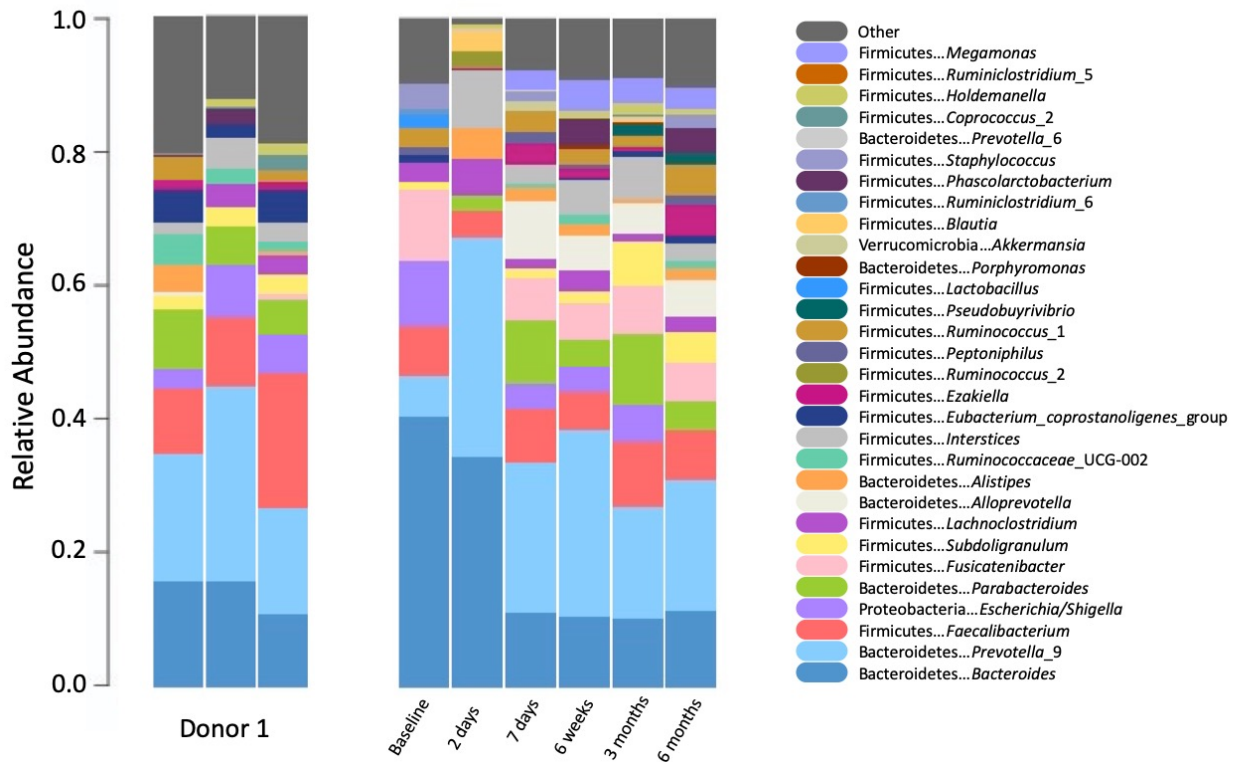 1.0
0.8
0.6
0.4
0.2
0.0
Relative Abundance
Donor 1
Baseline
2 days
7 days
6 weeks
3 months
6 months
Other
Firmicutes...Megamonas
Firmicutes...Ruminiclostridium_5
Firmicutes...Holdemanella
Firmicutes...Coprococcus_2
Bacteroidetes...Prevotella_6
Firmicutes...Staphylococcus
Firmicutes...Phascolarctobacterium
Firmicutes...Ruminiclostridium_6
Firmicutes...Blautia
Verrucomicrobia...Akkermansia
Bacteroidetes...Porphyromonas
Firmicutes...Lactobacillus
Firmicutes...Pseudobuyrivibrio
Firmicutes...Ruminococcus_1
Firmicutes...Peptoniphilus
Firmicutes...Ruminococcus_2
Firmicutes...Ezakiella
Firmicutes...Eubacterium_coprostanoligenes_group
Firmicutes...Interstices
Firmicutes...Ruminococcaceae_UCG-002
Bacteroidetes...Alistipes
Bacteroidetes...Alloprevotella
Firmicutes...Lachnoclostridium
Firmicutes...Subdoligranulum
Firmicutes...Fusicatenibacter
Bacteroidetes...Parabacteroides
Proteobacteria...Escherichia/Shigella
Firmicutes...Faecalibacterium
Bacteroidetes...Prevotella_9
Bacteroidetes...Bacteroides